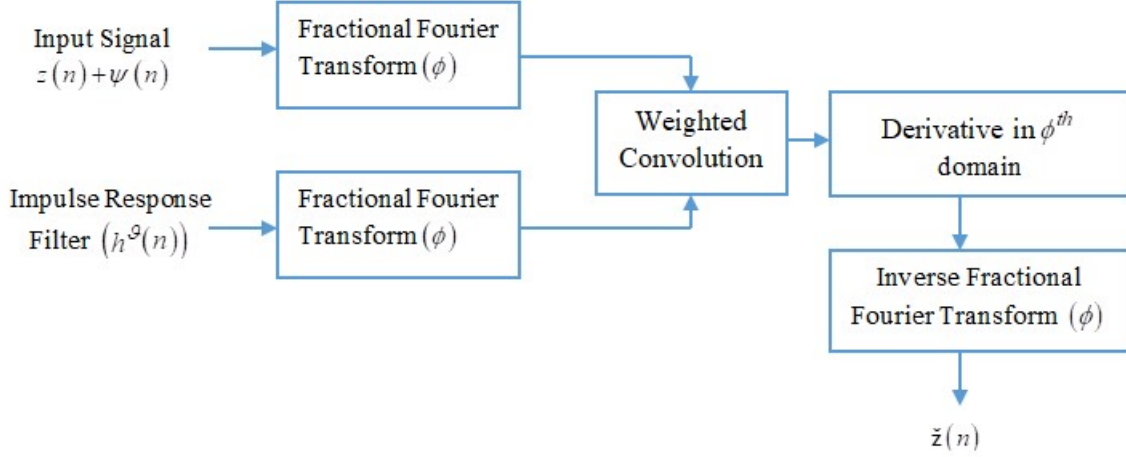 Input Signal
z(n)+ψ(n)
Fractional Fourier
Transform(ϕ)
Impulse Response
Filter (h^ϑ(n))
Fractional Fourier
Transform(ϕ)
Weighted
Convolution
Derivative in ϕ^th
domain
Inverse Fractional
Fourier Transform (ϕ)
ž(n)